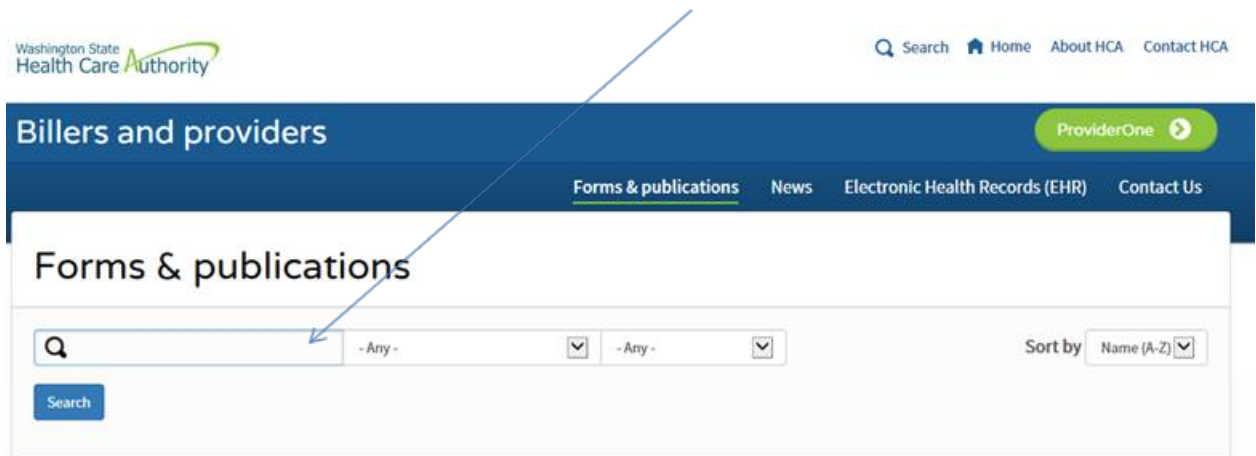 Washington State
Health Care Authority
Search Home About HCA Contact HCA
Billers and providers
ProviderOne
Forms & publications News Electronic Health Records (EHR) Contact Us
Forms & publications
- Any - - Any - Sort by Name (A-Z)
Search